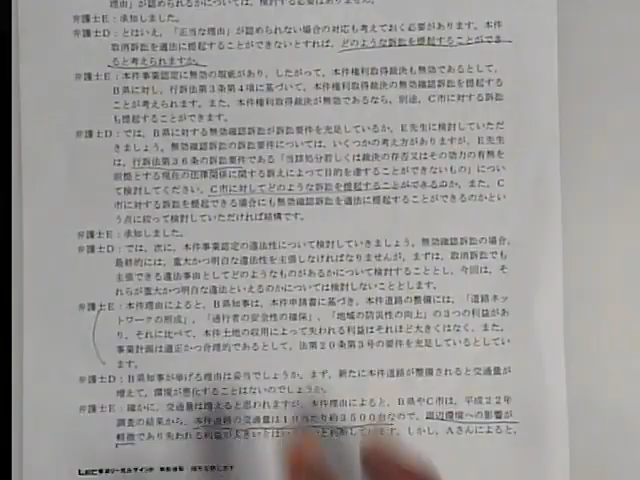 理由」が認められるかについては、検討する必要はありません。
弁護士E：承知しました。
弁護士D：とはいえ、「正当な理由」が認められない場合の対応も考えておく必要があります。本件
取消訴訟を適法に提起することができないとすれば、どのような訴訟を提起することができ
ると考えられますか。
弁護士E：本件事業認定に無効の瑕疵があり、したがって、本件権利取得裁決も無効であるとして、
B県に対し、行訴法第3条第4項に基づいて、本件権利取得裁決の無効確認訴訟を提起する
ことが考えられます。また、本件権利取得裁決が無効であるなら、別途、C市に対する訴訟
も提起することができます。
弁護士D：では、B県に対する無効確認訴訟が訴訟要件を充足しているか、E先生に検討していただ
きましょう。無効確認訴訟の訴訟要件については、いくつかの考え方がありますが、E先生
は、行訴法第36条の訴訟要件である「当該処分若しくは裁決の存否又はその効力の有無を
前提とする現在の法律関係に関する訴えによって目的を達することができないもの」につい
て検討してください。C市に対してどのような訴訟を提起することができるのか、また、C
市に対する訴訟を提起できる場合にも無効確認訴訟を適法に提起することができるのかとい
う点に絞って検討していただければ結構です。
弁護士E：承知しました。
弁護士D：では、次に、本件事業認定の違法性について検討していきましょう。無効確認訴訟の場合、
最終的には、重大かつ明白な違法性を主張しなければなりませんが、まずは、取消訴訟でも
主張できる違法事由としてどのようなものがあるかについて検討することとし、今回は、そ
れらが重大かつ明白な違法といえるのかについては検討しないこととします。
弁護士E：本件理由によると、B県知事は、本件申請書に基づき、本件道路の整備には、「道路ネッ
トワークの形成」、「通行者の安全性の確保」、「地域の防災性の向上」の3つの利益があ
り、それに比べて、本件土地の収用によって失われる利益はそれほど大きくはなく、また、
事業計画は適正かつ合理的であるとして、法第20条第3号の要件を充足しているとしてい
ます。
弁護士D：B県知事が挙げる理由は妥当でしょうか。まず、新たに本件道路が整備されると交通量が
増えて、環境が悪化することはないのでしょうか。
弁護士E：確かに、交通量は増えると思われますが、本件理由によると、B県やC市は、平成22年
調査の結果から、本件道路の交通量は1日当たり約3500台なので、周辺環境への影響が
軽微であり失われる利益が大きいとはいえないと判断しています。しかし、Aさんによると、